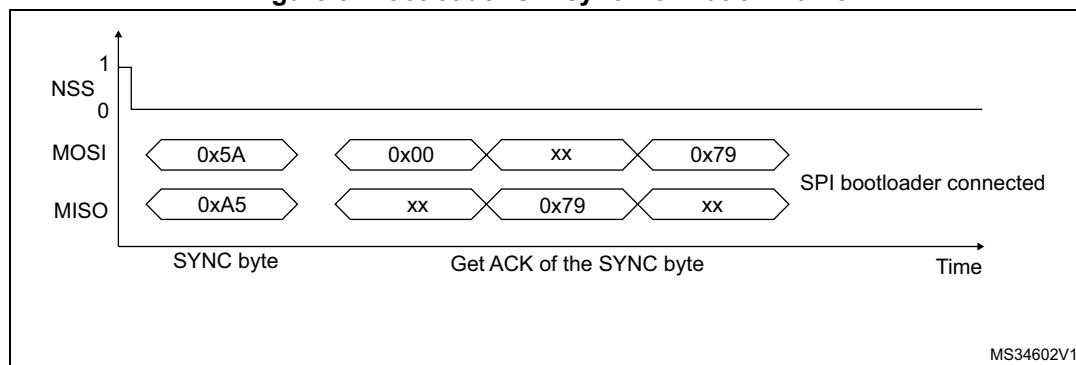 1
NSS
0
MOSI 0x5A 0x00 xx 0x79
SPI bootloader connected
MISO 0xA5 xx 0x79 xx
SYNC byte Get ACK of the SYNC byte Time
MS34602V1